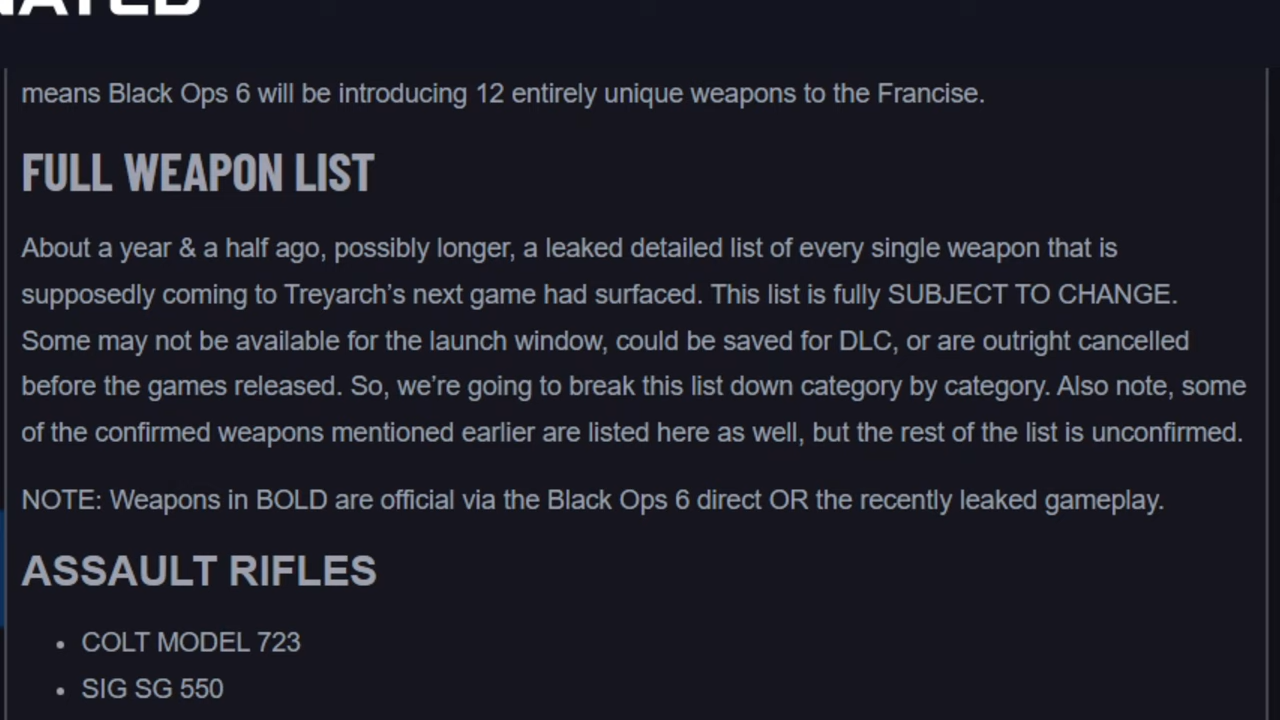 means Black Ops 6 will be introducing 12 entirely unique weapons to the Francise.
FULL WEAPON LIST
About a year & a half ago, possibly longer, a leaked detailed list of every single weapon that is
supposedly coming to Treyarch’s next game had surfaced. This list is fully SUBJECT TO CHANGE.
Some may not be available for the launch window, could be saved for DLC, or are outright cancelled
before the games released. So, we’re going to break this list down category by category. Also note, some
of the confirmed weapons mentioned earlier are listed here as well, but the rest of the list is unconfirmed.
NOTE: Weapons in BOLD are official via the Black Ops 6 direct OR the recently leaked gameplay.
ASSAULT RIFLES
• COLT MODEL 723
• SIG SG 550